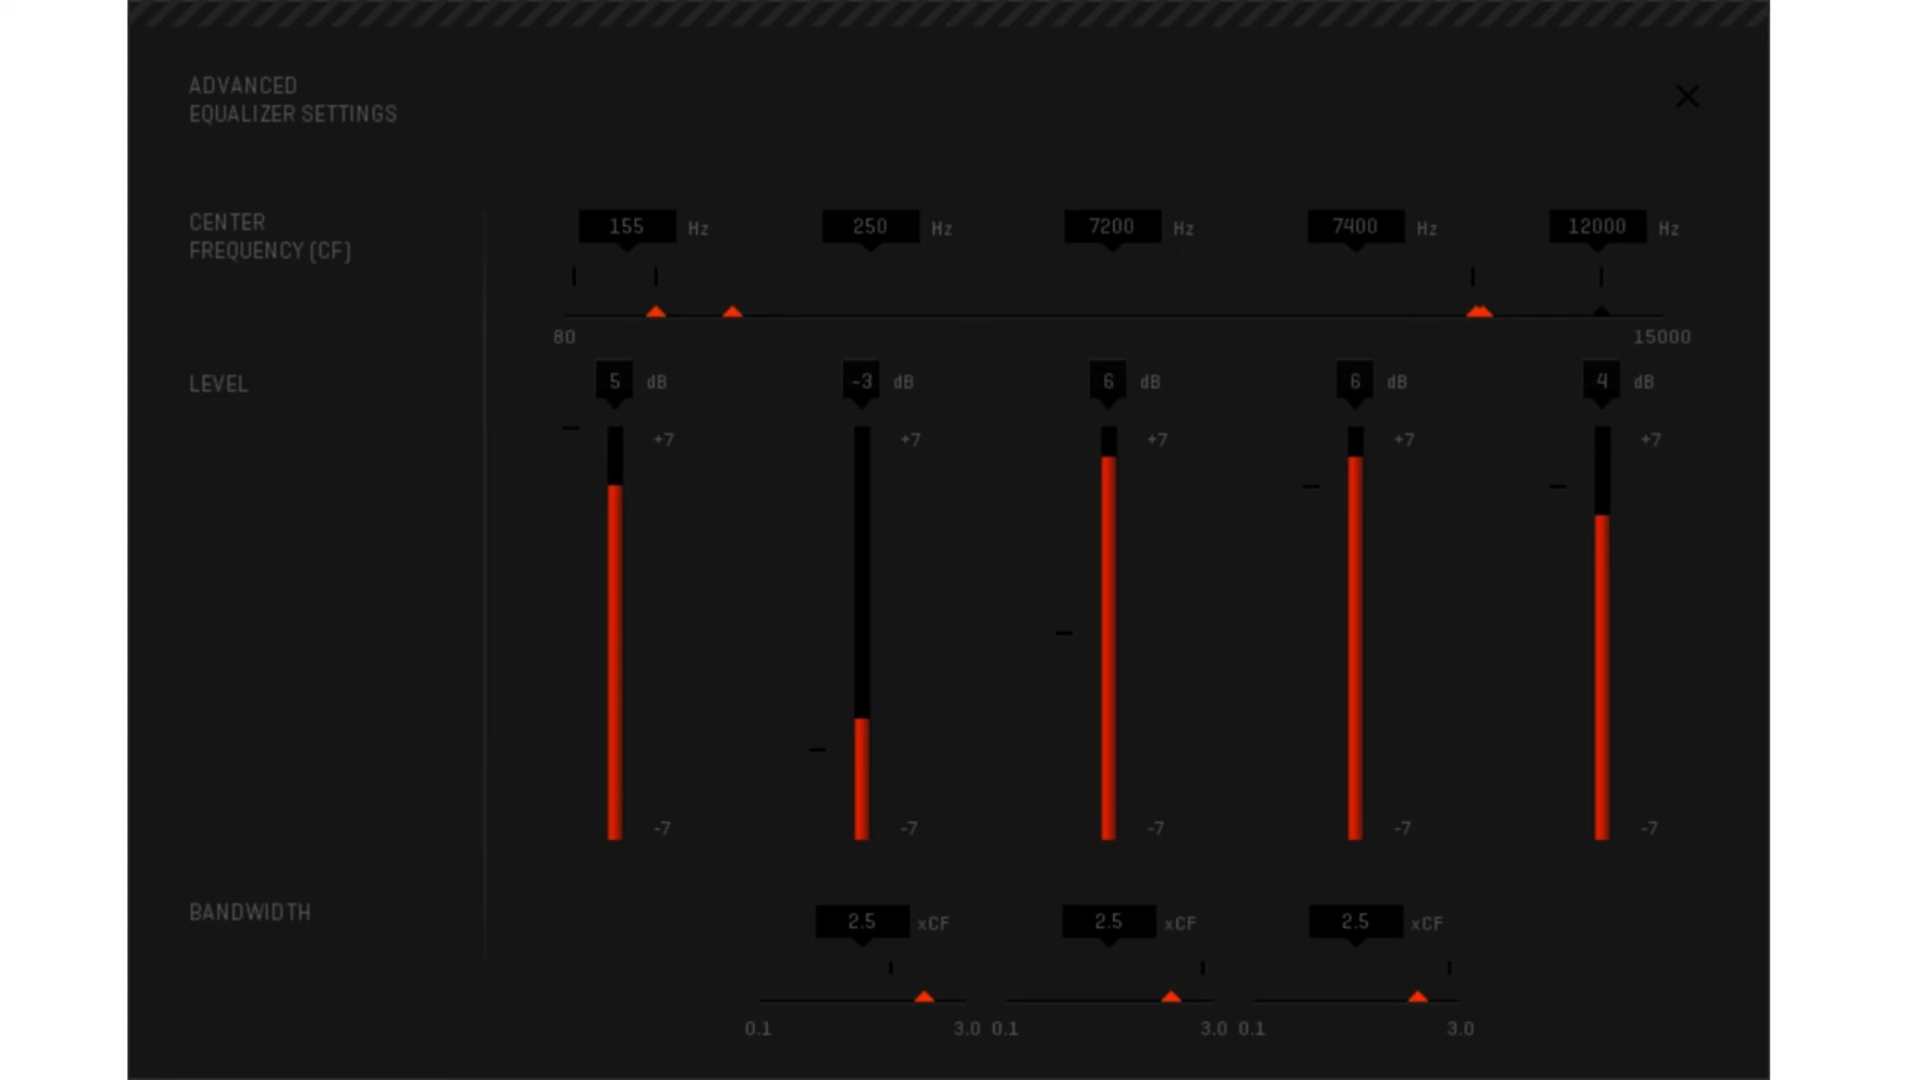 ADVANCED
EQUALIZER SETTINGS
CENTER
FREQUENCY (CF)
155 Hz 250 Hz 7200 Hz 7400 Hz 12000 Hz
80 15000
LEVEL
5 dB -3 dB 6 dB 6 dB 4 dB
+7 +7 +7 +7 +7
-7 -7 -7 -7 -7
BANDWIDTH
2.5 xCF 2.5 xCF 2.5 xCF
0.1 3.0 0.1 3.0 0.1 3.0